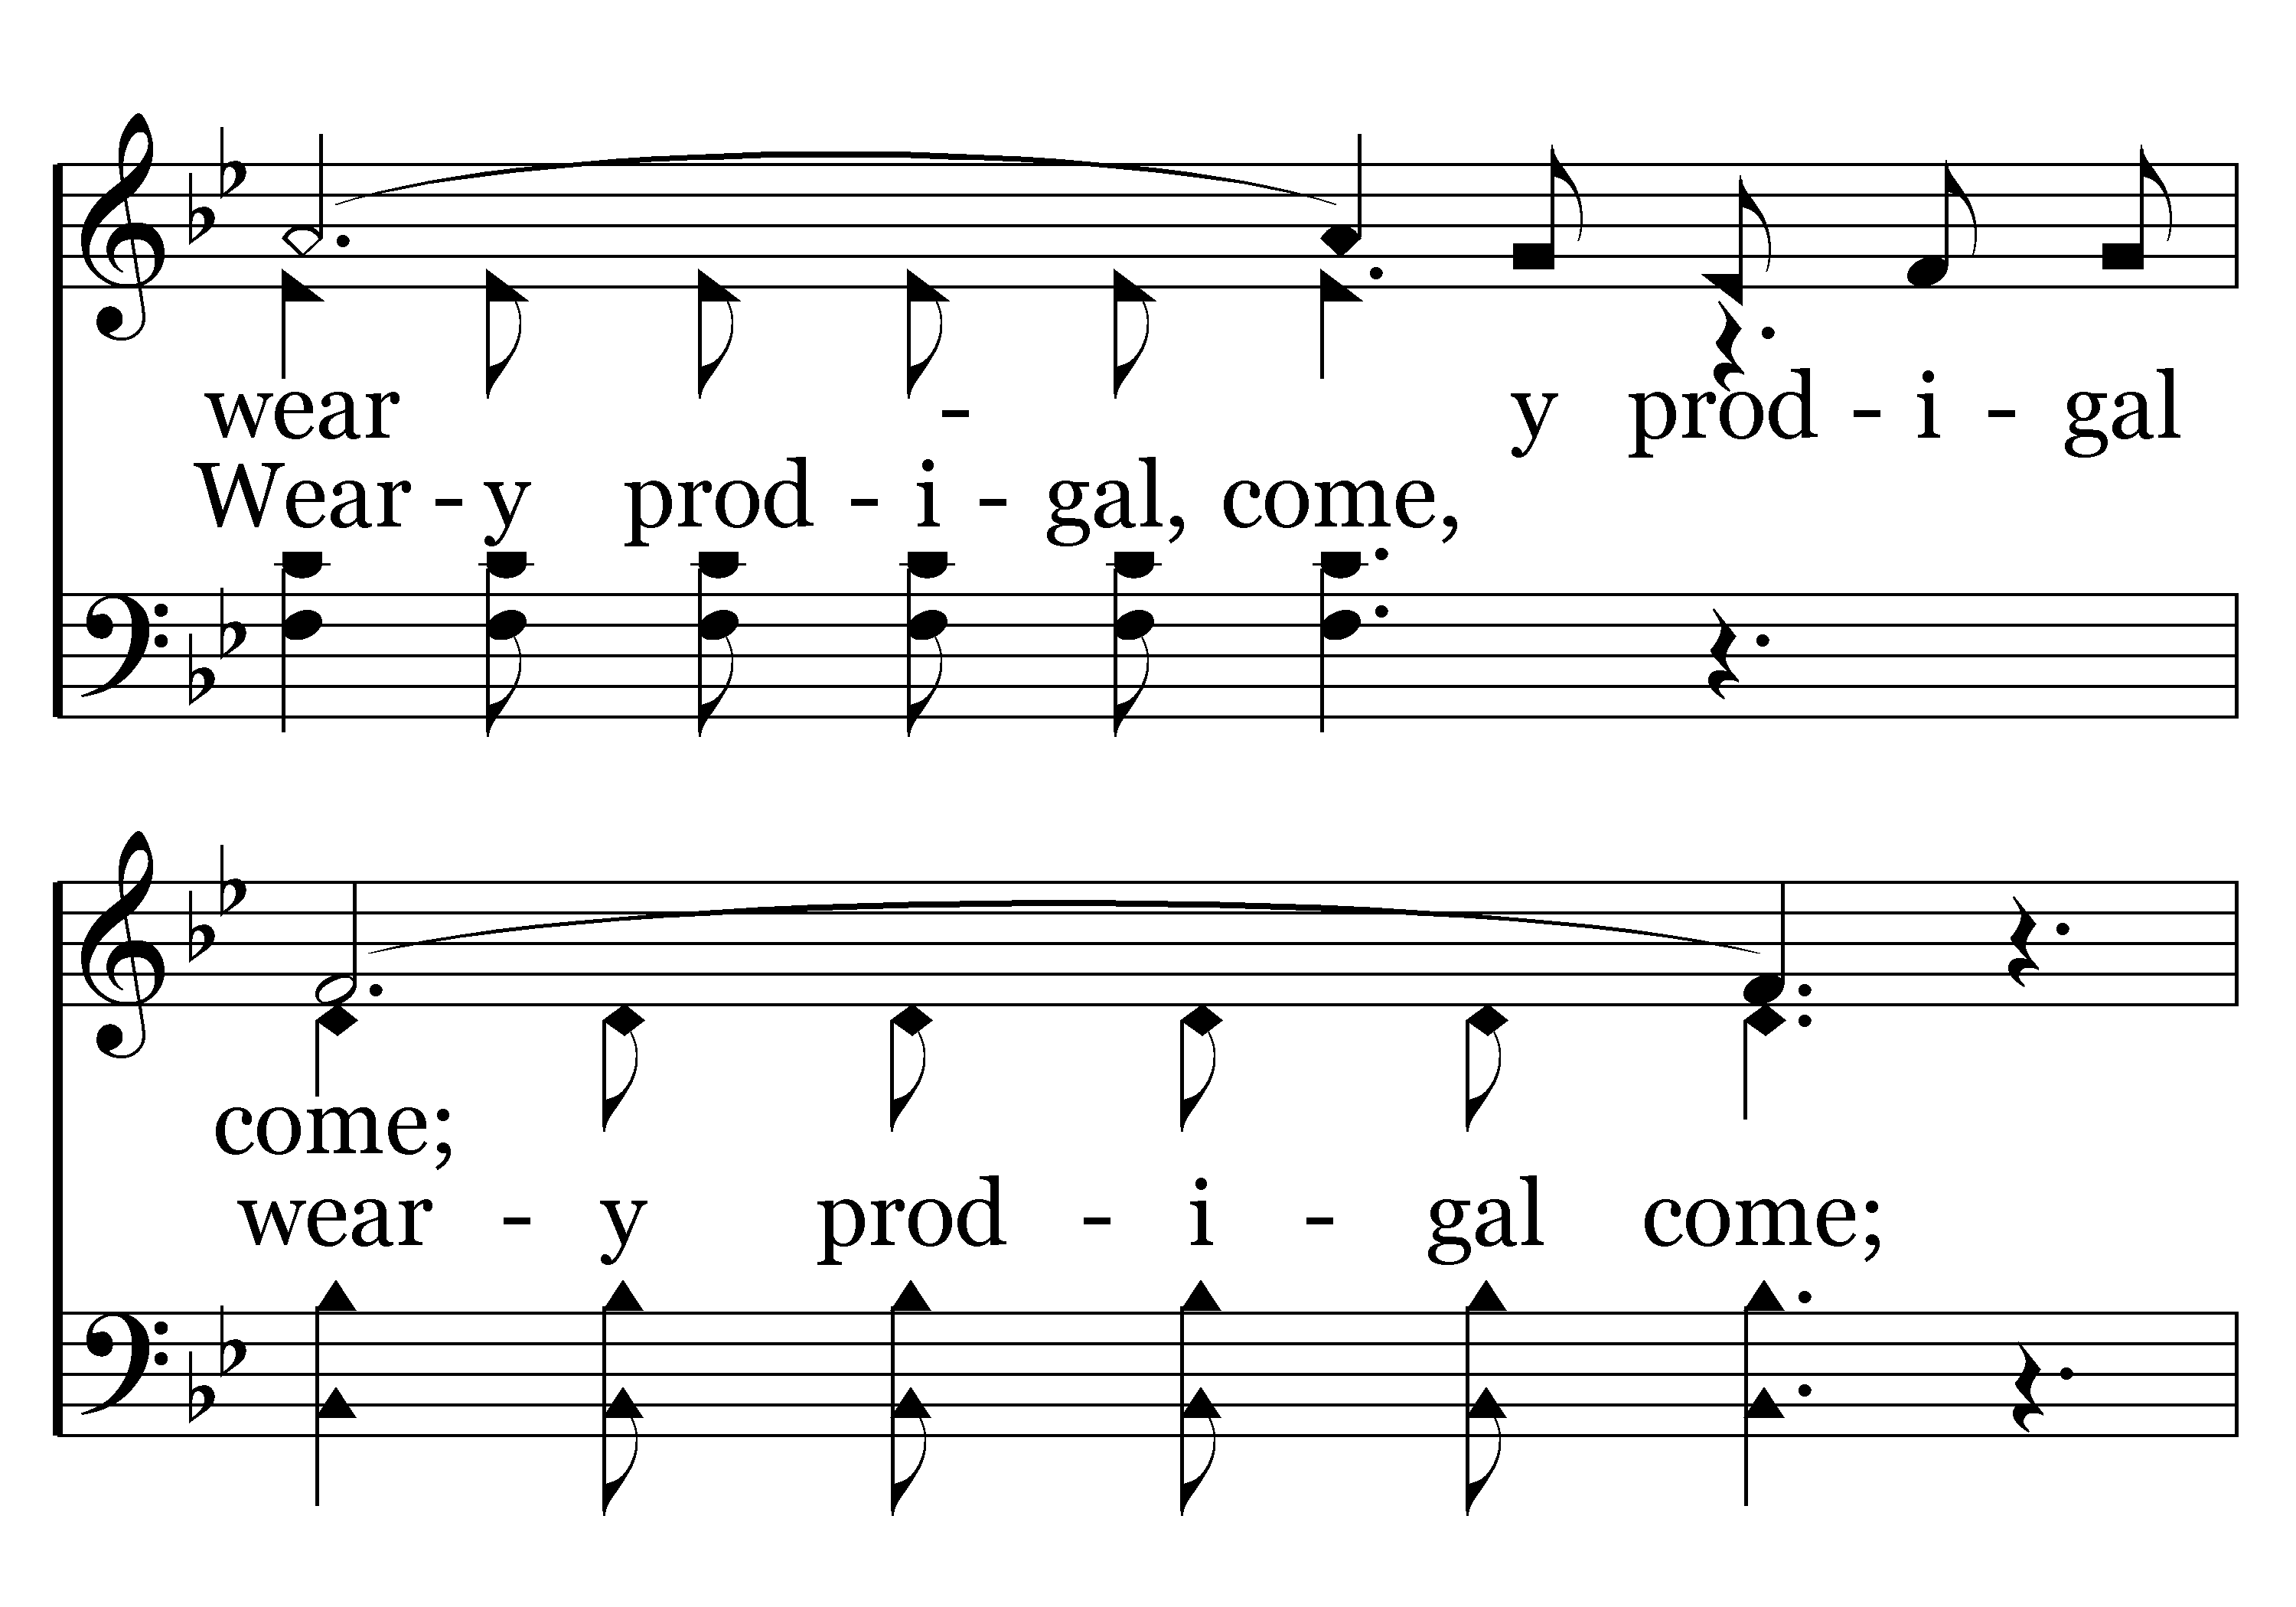 wear - y prod - i - gal
Wear - y prod - i - gal, come,
come;
wear - y prod - i - gal come;